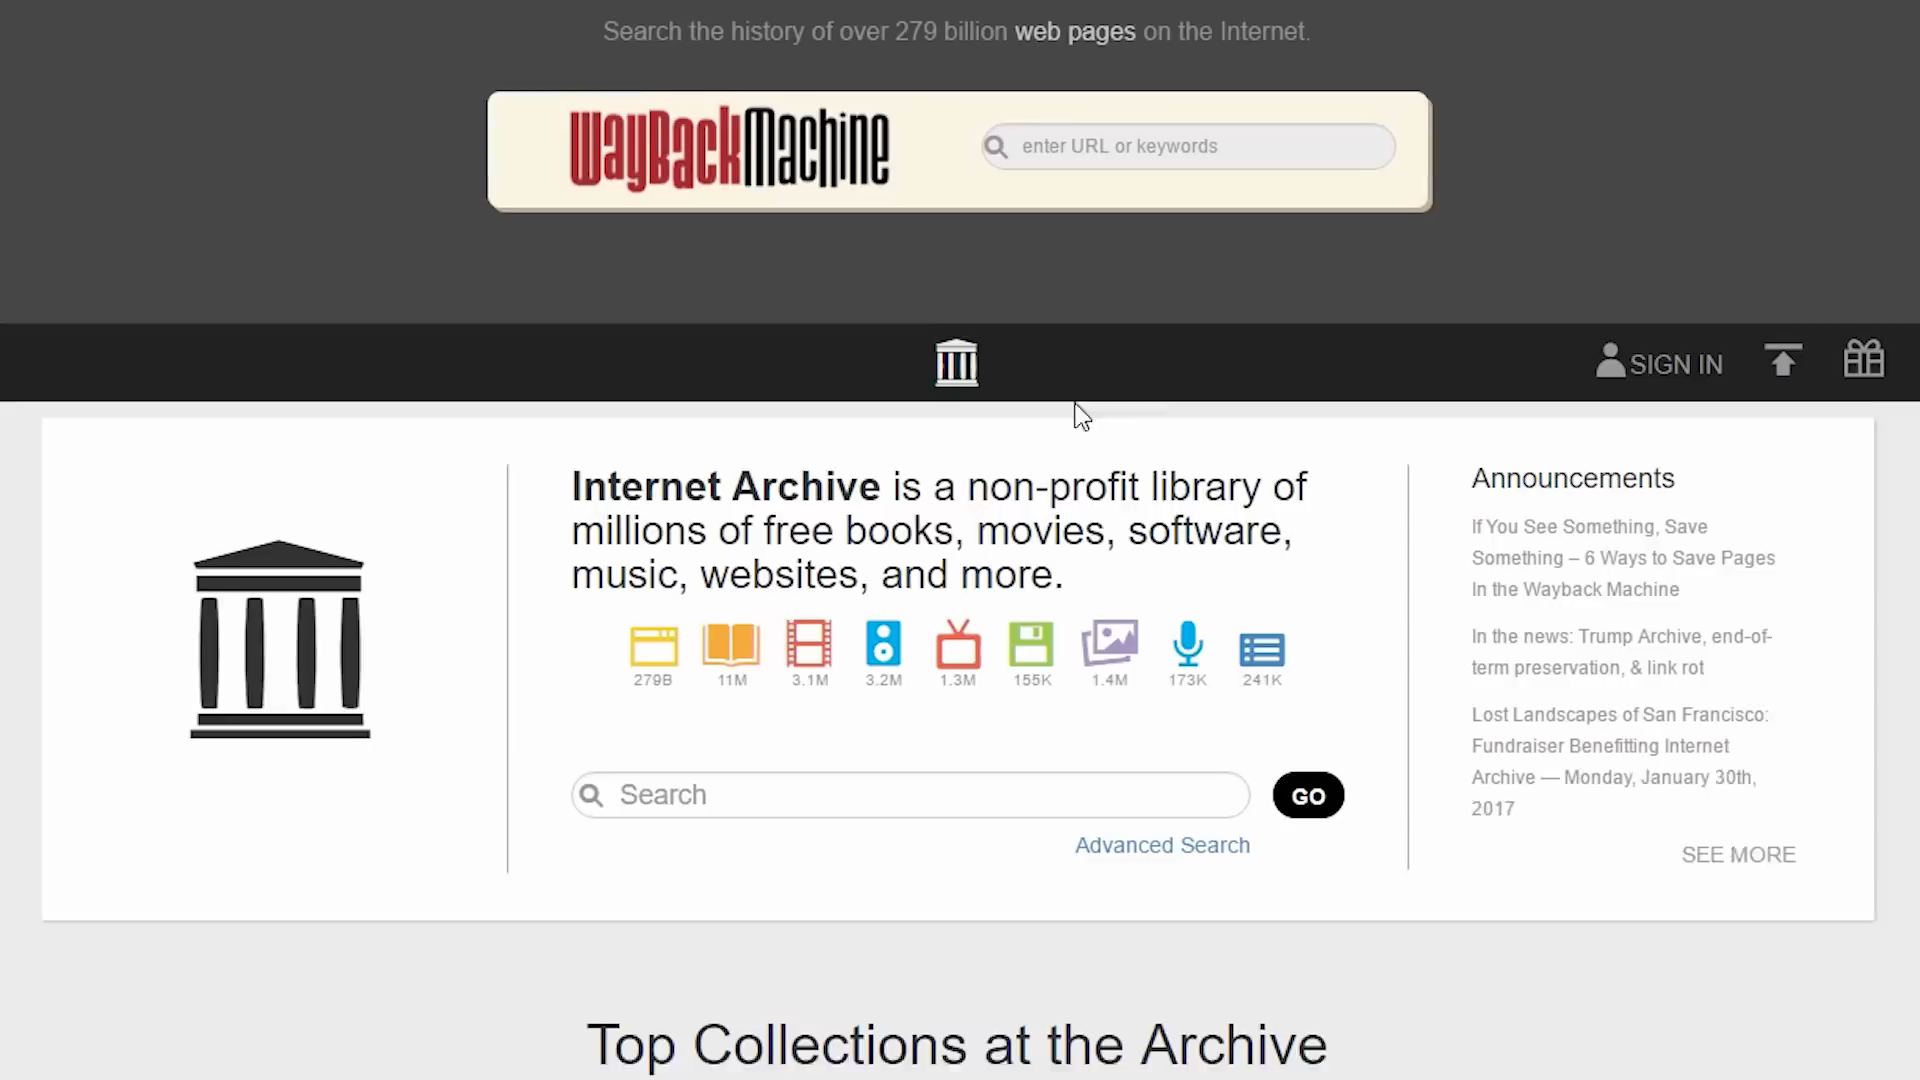 Search the history of over 279 billion web pages on the Internet.
WayBackMachine
enter URL or keywords
SIGN IN
Internet Archive is a non-profit library of
millions of free books, movies, software,
music, websites, and more.
279B 11M 3.1M 3.2M 1.3M 155K 1.4M 173K 241K
Search
GO
Advanced Search
Announcements
If You See Something, Save
Something – 6 Ways to Save Pages
In the Wayback Machine
In the news: Trump Archive, end-of-
term preservation, & link rot
Lost Landscapes of San Francisco:
Fundraiser Benefitting Internet
Archive — Monday, January 30th,
2017
SEE MORE
Top Collections at the Archive